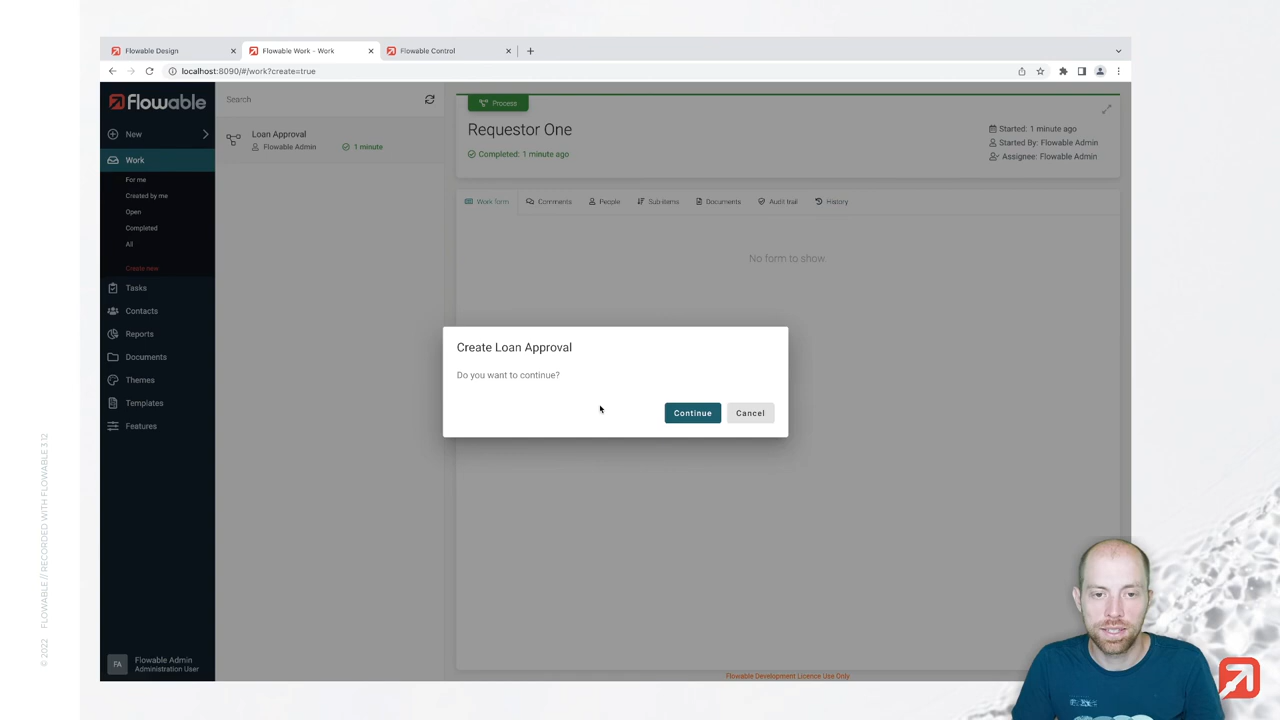 Flowable Design
Flowable Work - Work
Flowable Control
localhost:8090/#/work?create=true
flowable
New
Work
For me
Created by me
Open
Completed
All
Create new
Tasks
Contacts
Reports
Documents
Themes
Templates
Features
FA
Flowable Admin
Administration User
Search
Loan Approval
Flowable Admin
1 minute
Process
Requestor One
Completed: 1 minute ago
Started: 1 minute ago
Started By: Flowable Admin
Assignee: Flowable Admin
Work form
Comments
People
Sub-items
Documents
Audit trail
History
No form to show
Create Loan Approval
Do you want to continue?
Continue
Cancel
Flowable Development Licence Use Only
© 2022 FLOWABLE // RECORDED WITH FLOWABLE 3.12